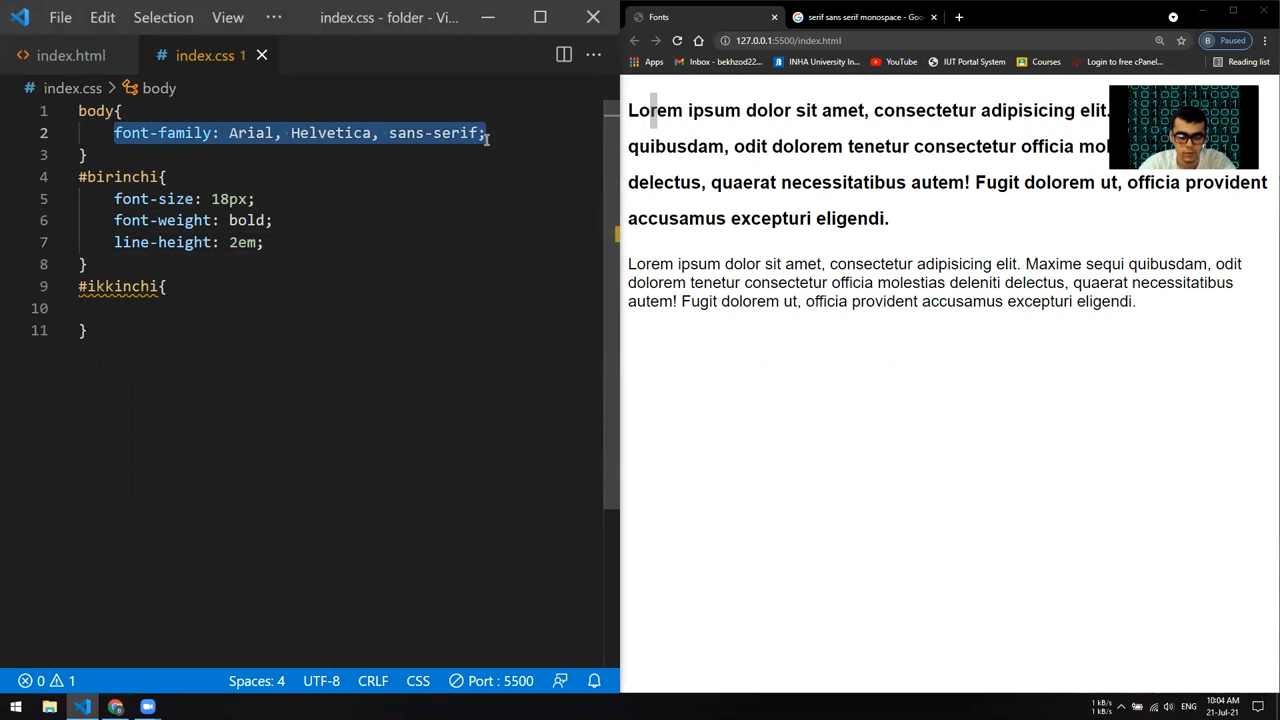 File Edit Selection View ··· index.css - folder - Vi...
index.html
index.css 1
index.css > body
1 body{
2 font-family: Arial, Helvetica, sans-serif;
3 }
4 #birinchi{
5 font-size: 18px;
6 font-weight: bold;
7 line-height: 2em;
8 }
9 #ikkinchi{
10
11 }
0 1 Spaces: 4 UTF-8 CRLF CSS Port : 5500
Fonts
serif sans serif monospace - Goo
127.0.0.1:5500/index.html
Paused
Apps Inbox - bekhzod22... INHA University In... YouTube IUT Portal System Courses Login to free cPanel... Reading list
Lorem ipsum dolor sit amet, consectetur adipisicing elit.
quibusdam, odit dolorem tenetur consectetur officia mol
delectus, quaerat necessitatibus autem! Fugit dolorem ut, officia provident
accusamus excepturi eligendi.
Lorem ipsum dolor sit amet, consectetur adipisicing elit. Maxime sequi quibusdam, odit
dolorem tenetur consectetur officia molestias deleniti delectus, quaerat necessitatibus
autem! Fugit dolorem ut, officia provident accusamus excepturi eligendi.
1 kB/s
1 kB/s
ENG
10:04 AM
21-Jul-21